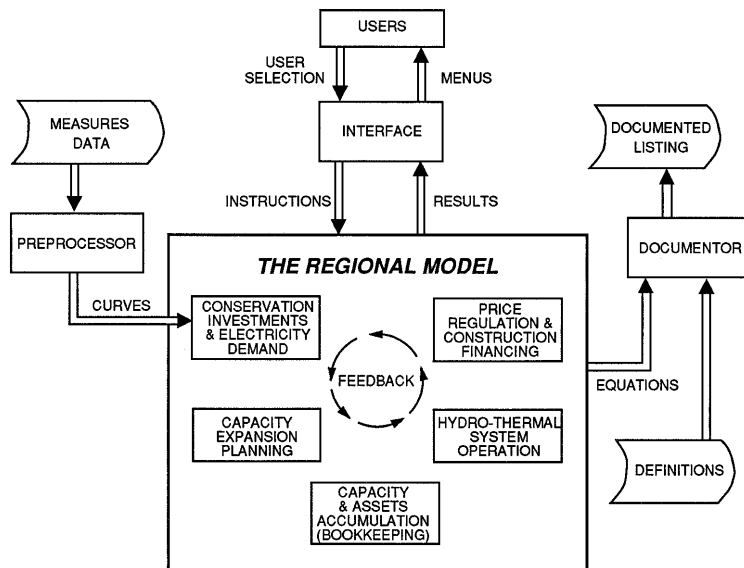 USERS
USER
SELECTION
MENUS
MEASURES
DATA
INTERFACE
DOCUMENTED
LISTING
INSTRUCTIONS
RESULTS
PREPROCESSOR
DOCUMENTOR
THE REGIONAL MODEL
CURVES
CONSERVATION
INVESTMENTS
& ELECTRICITY
DEMAND
PRICE
REGULATION &
CONSTRUCTION
FINANCING
FEEDBACK
EQUATIONS
CAPACITY
EXPANSION
PLANNING
HYDRO-THERMAL
SYSTEM
OPERATION
DEFINITIONS
CAPACITY
& ASSETS
ACCUMULATION
(BOOKKEEPING)